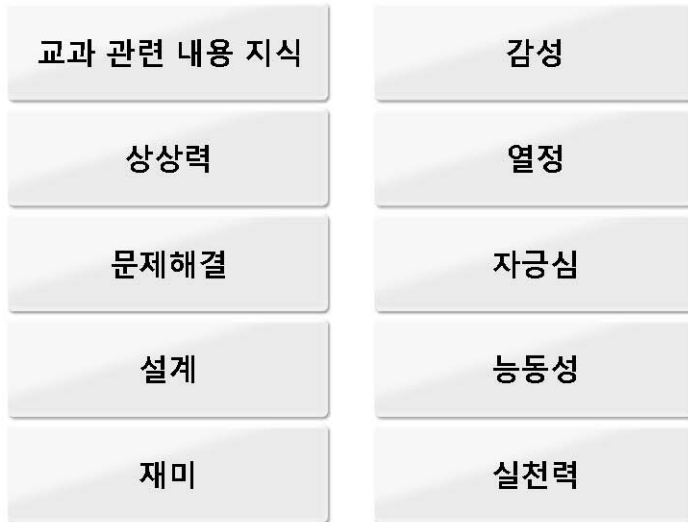 교과 관련 내용 지식
감성
상상력
열정
문제해결
자긍심
설계
능동성
재미
실천력